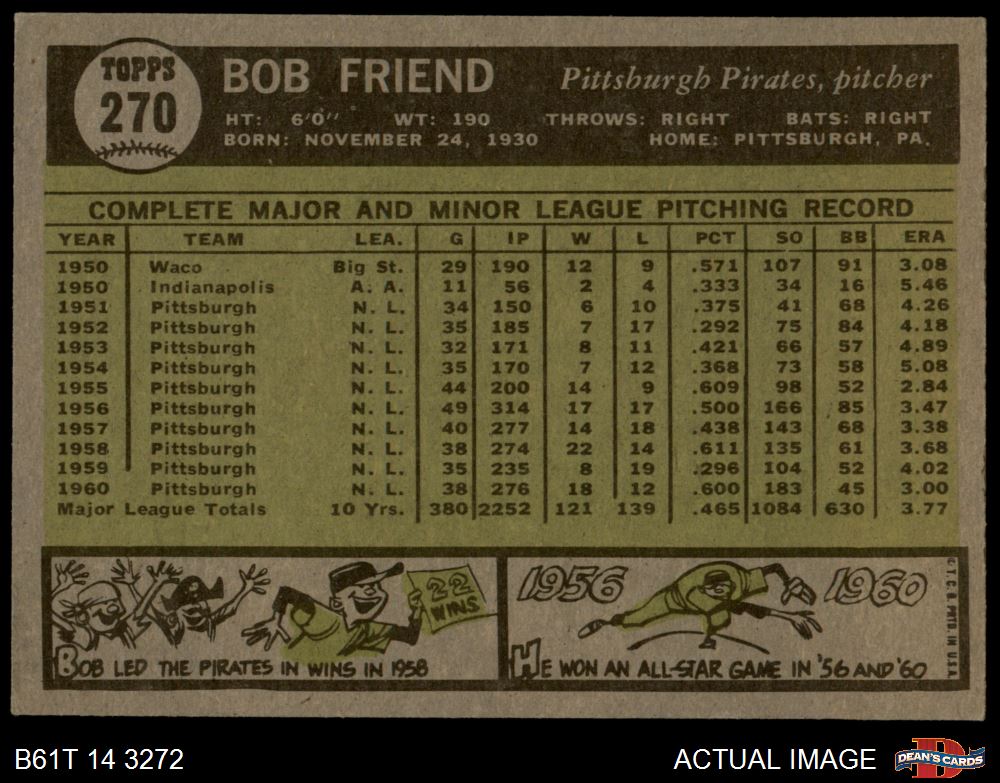 TOPPS
270
BOB FRIEND
Pittsburgh Pirates, pitcher
HT: 6'0" WT: 190 THROWS: RIGHT BATS: RIGHT
BORN: NOVEMBER 24, 1930 HOME: PITTSBURGH, PA.
COMPLETE MAJOR AND MINOR LEAGUE PITCHING RECORD
YEAR TEAM LEA. G IP W L PCT SO BB ERA
1950 Waco Big St. 29 190 12 9 .571 107 91 3.08
1950 Indianapolis A. A. 11 56 2 4 .333 34 16 5.46
1951 Pittsburgh N. L. 34 150 6 10 .375 41 68 4.26
1952 Pittsburgh N. L. 35 185 7 17 .292 75 84 4.18
1953 Pittsburgh N. L. 32 171 8 11 .421 66 57 4.89
1954 Pittsburgh N. L. 35 170 7 12 .368 73 58 5.08
1955 Pittsburgh N. L. 44 200 14 9 .609 98 52 2.84
1956 Pittsburgh N. L. 49 314 17 17 .500 166 85 3.47
1957 Pittsburgh N. L. 40 277 14 18 .438 143 68 3.38
1958 Pittsburgh N. L. 38 274 22 14 .611 135 61 3.68
1959 Pittsburgh N. L. 35 235 8 19 .296 104 52 4.02
1960 Pittsburgh N. L. 38 276 18 12 .600 183 45 3.00
Major League Totals 10 Yrs. 380 2252 121 139 .465 1084 630 3.77
22
WINS
BOB LED THE PIRATES IN WINS IN 1958
1956 1960
HE WON AN ALL-STAR GAME IN '56 AND '60
©T. C. G. PRTD. IN U.S.A.
B61T 14 3272
ACTUAL IMAGE
D
DEAN'S CARDS